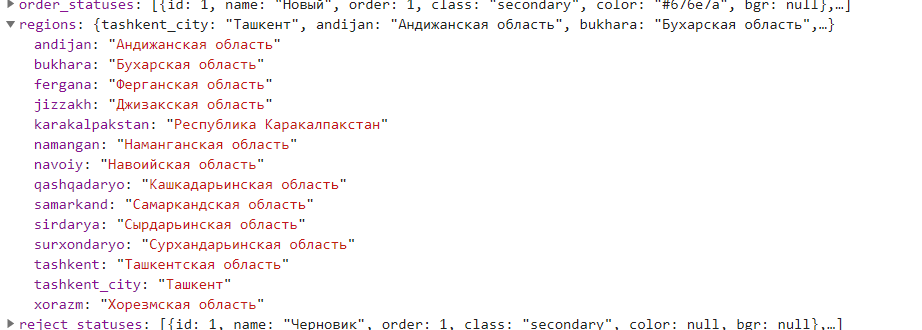 order_statuses: [{id: 1, name: "Новый", order: 1, class: "secondary", color: "#676e7a", bgr: null},…]
regions: {tashkent_city: "Ташкент", andijan: "Андижанская область", bukhara: "Бухарская область",…}
andijan: "Андижанская область"
bukhara: "Бухарская область"
fergana: "Ферганская область"
jizzakh: "Джизакская область"
karakalpakstan: "Республика Каракалпакстан"
namangan: "Наманганская область"
navoiy: "Навоийская область"
qashqadaryo: "Кашкадарьинская область"
samarkand: "Самаркандская область"
sirdarya: "Сырдарьинская область"
surxondaryo: "Сурхандарьинская область"
tashkent: "Ташкентская область"
tashkent_city: "Ташкент"
xorazm: "Хорезмская область"
reject_statuses: [{id: 1, name: "Черновик", order: 1, class: "secondary", color: null, bgr: null},…]